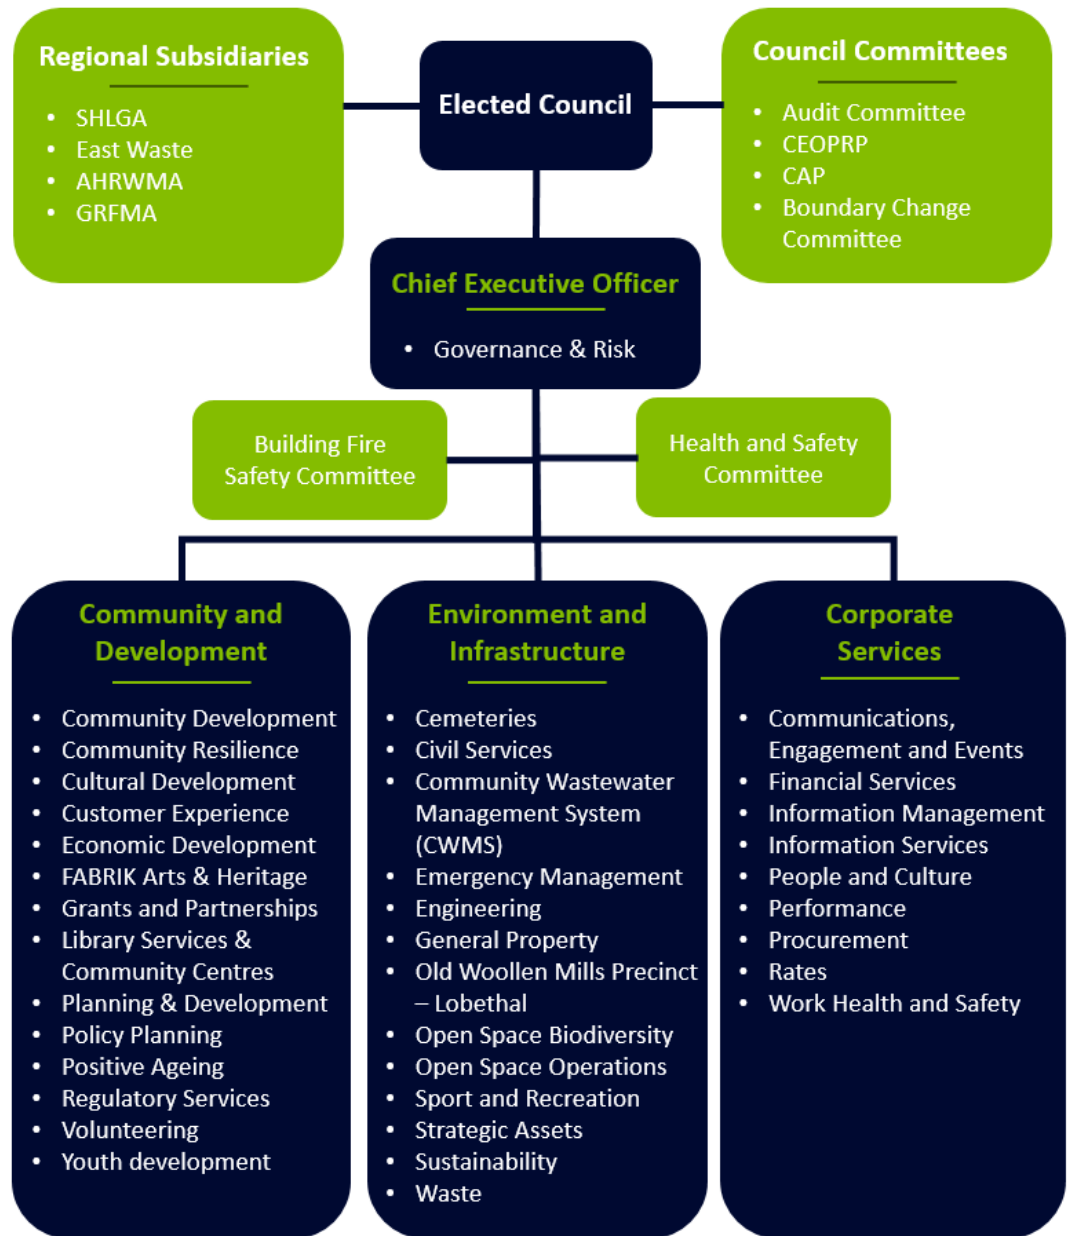 Regional Subsidiaries
• SHLGA
• East Waste
• AHRWMA
• GRFMA
Elected Council
Council Committees
• Audit Committee
• CEOPRP
• CAP
• Boundary Change
Committee
Chief Executive Officer
• Governance & Risk
Building Fire
Safety Committee
Health and Safety
Committee
Community and
Development
• Community Development
• Community Resilience
• Cultural Development
• Customer Experience
• Economic Development
• FABRIK Arts & Heritage
• Grants and Partnerships
• Library Services &
Community Centres
• Planning & Development
• Policy Planning
• Positive Ageing
• Regulatory Services
• Volunteering
• Youth development
Environment and
Infrastructure
• Cemeteries
• Civil Services
• Community Wastewater
Management System
(CWMS)
• Emergency Management
• Engineering
• General Property
• Old Woollen Mills Precinct
– Lobethal
• Open Space Biodiversity
• Open Space Operations
• Sport and Recreation
• Strategic Assets
• Sustainability
• Waste
Corporate
Services
• Communications,
Engagement and Events
• Financial Services
• Information Management
• Information Services
• People and Culture
• Performance
• Procurement
• Rates
• Work Health and Safety